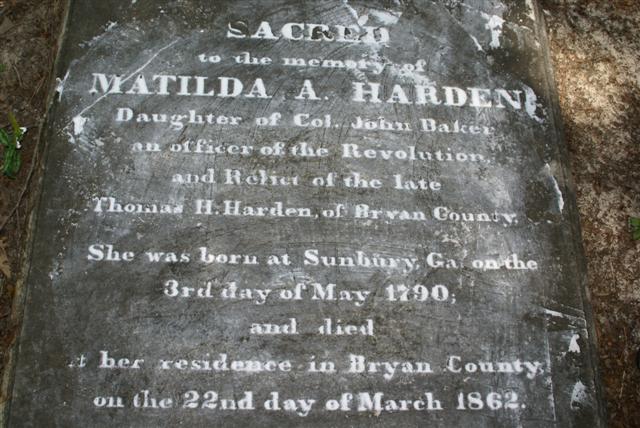 SACRED
to the memory of
MATILDA A. HARDEN
Daughter of Col. John Baker
an officer of the Revolution,
and Relict of the late
Thomas H. Harden, of Bryan County,
She was born at Sunbury, Ga. on the
3rd day of May 1790;
and died
at her residence in Bryan County,
on the 22nd day of March 1862.